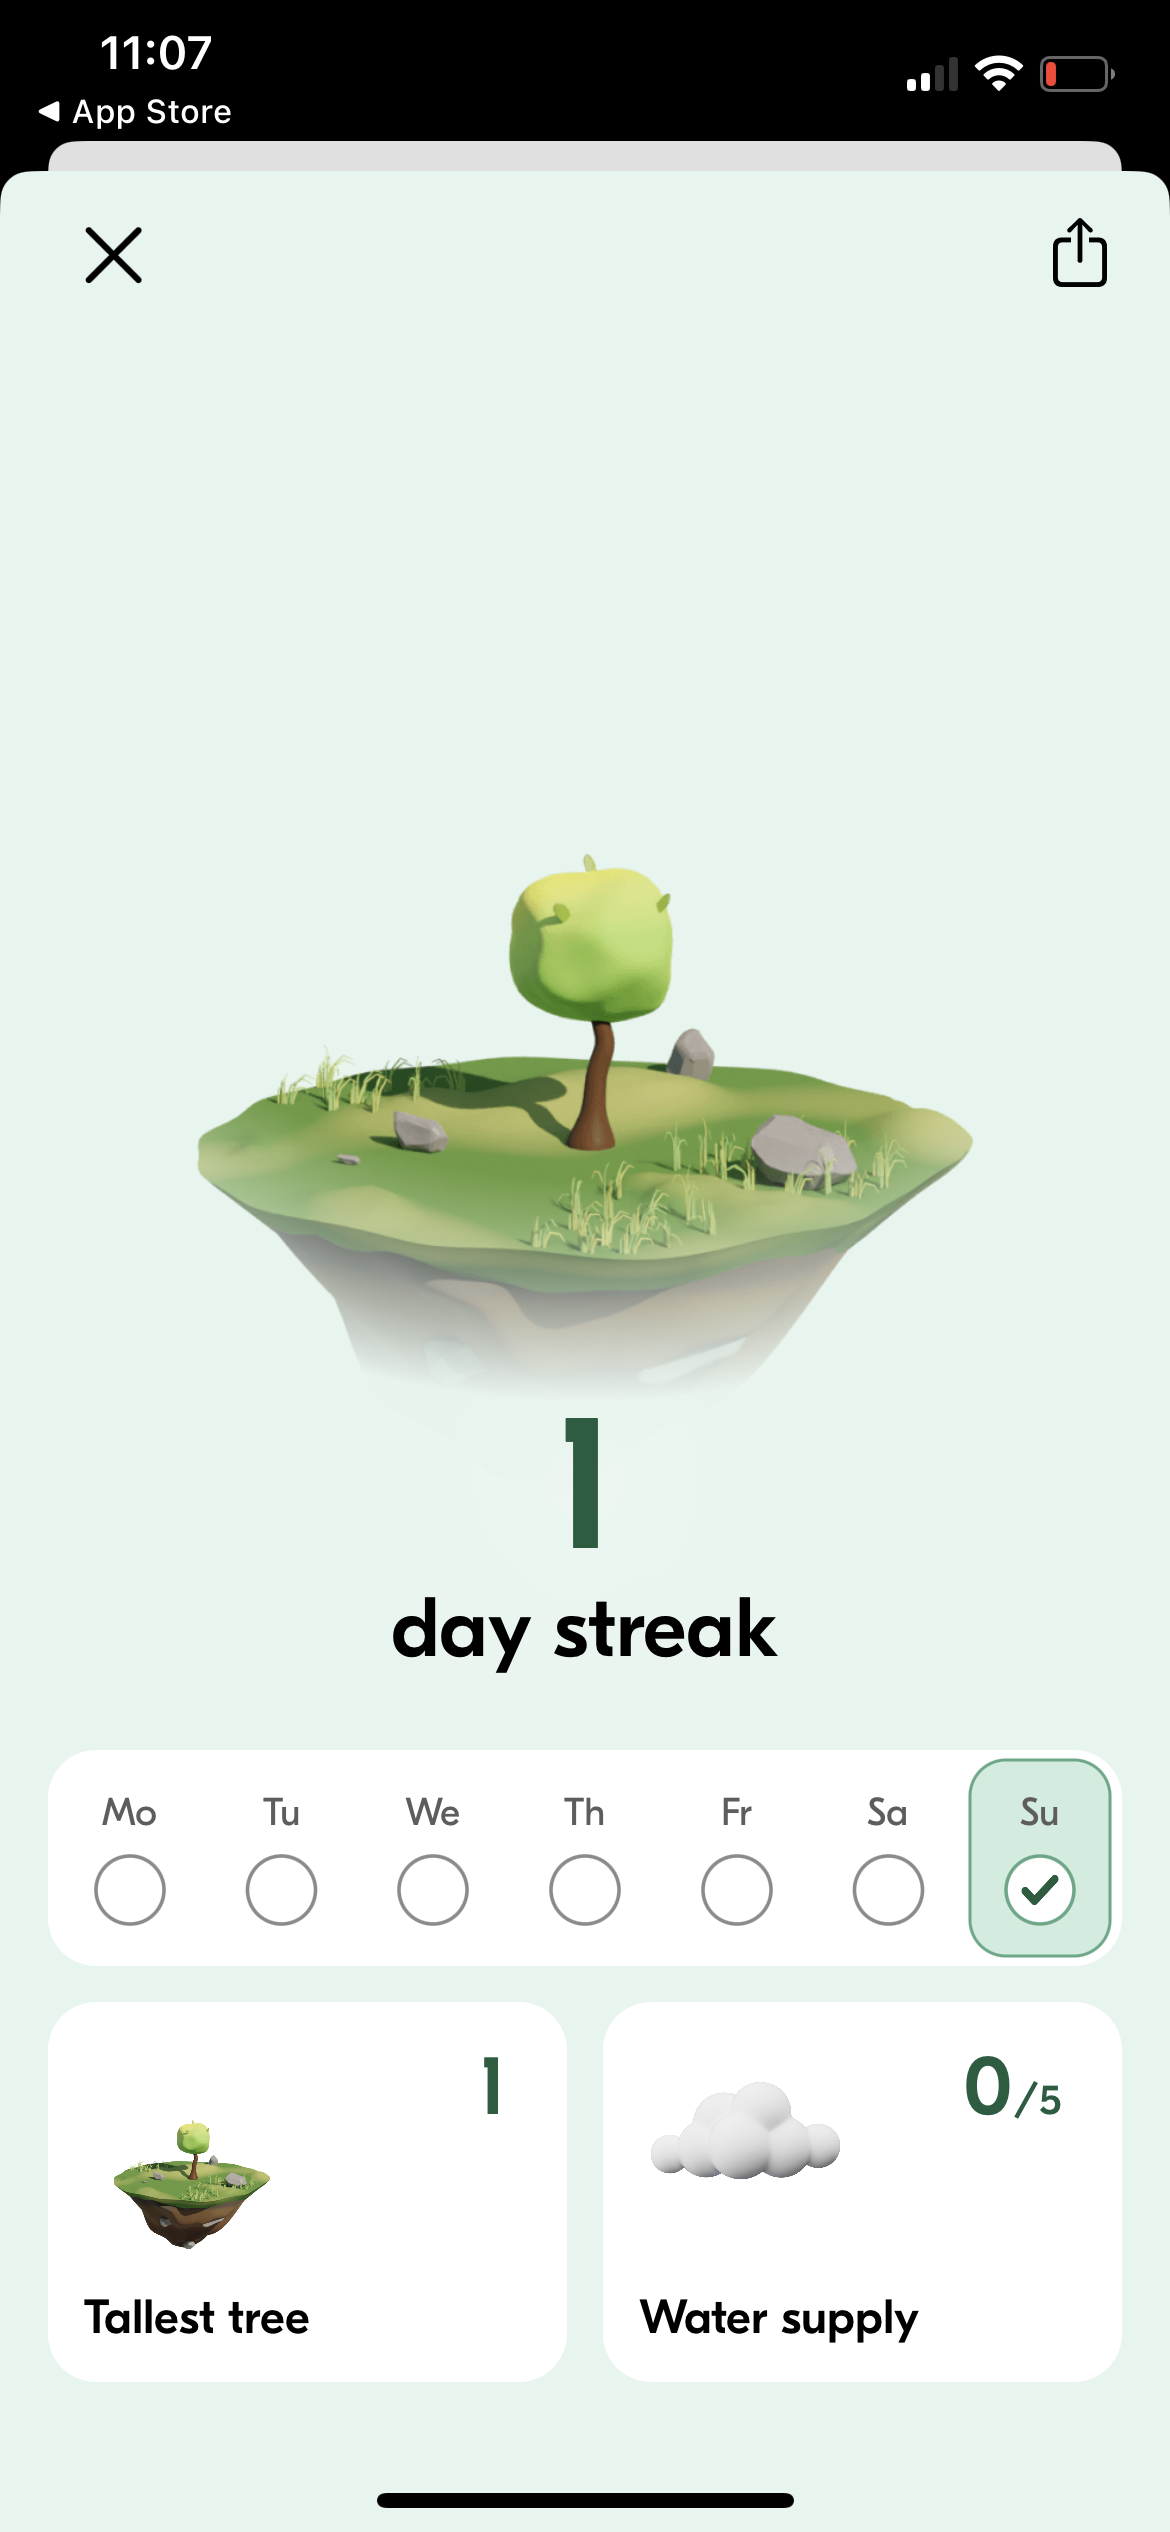 11:07
◀ App Store
1
day streak
Mo Tu We Th Fr Sa Su
1
Tallest tree
0/5
Water supply